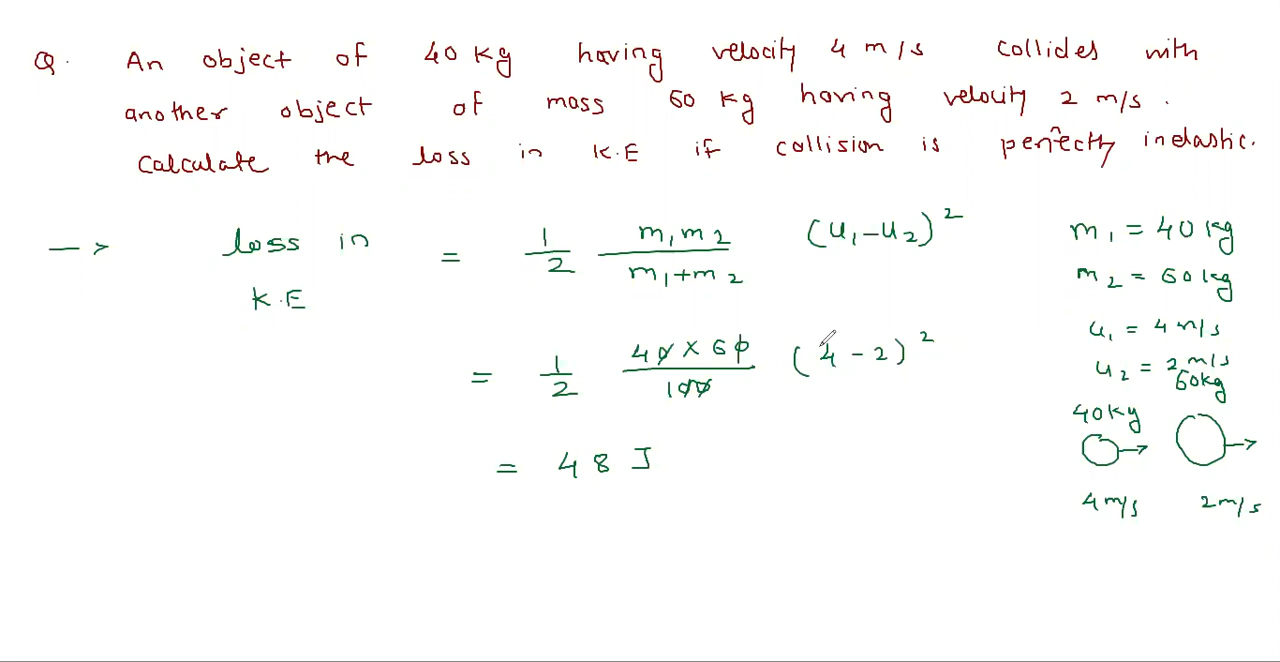 Q. An object of 40 kg having velocity 4 m/s collides with
another object of mass 60 kg having velocity 2 m/s.
Calculate the loss in K.E if collision is perfectly inelastic.
—> loss in K.E = 1/2 m₁m₂/(m₁+m₂) (u₁-u₂)²
= 1/2 40×60/100 (4-2)²
= 48 J
m₁ = 40 kg
m₂ = 60 kg
u₁ = 4 m/s
u₂ = 2 m/s
40kg 60kg
4m/s 2m/s